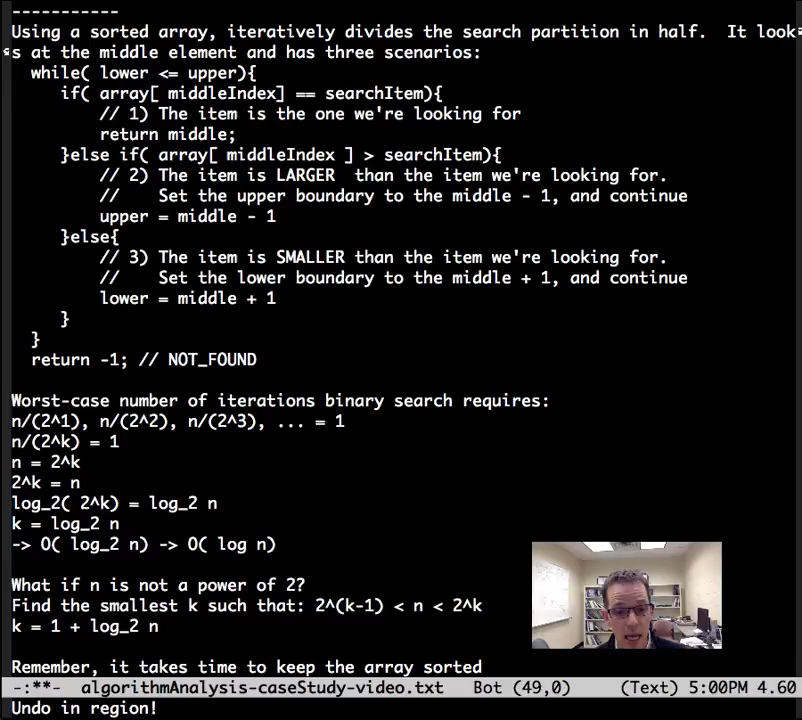 -----------
Using a sorted array, iteratively divides the search partition in half.  It look
s at the middle element and has three scenarios:
  while( lower <= upper){
     if( array[ middleIndex] == searchItem){
         // 1) The item is the one we're looking for
         return middle;
     }else if( array[ middleIndex ] > searchItem){
         // 2) The item is LARGER  than the item we're looking for.
         //    Set the upper boundary to the middle - 1, and continue
         upper = middle - 1
     }else{
         // 3) The item is SMALLER than the item we're looking for.
         //    Set the lower boundary to the middle + 1, and continue
         lower = middle + 1
     }
  }
  return -1; // NOT_FOUND
Worst-case number of iterations binary search requires:
n/(2^1), n/(2^2), n/(2^3), ... = 1
n/(2^k) = 1
n = 2^k
2^k = n
log_2( 2^k) = log_2 n
k = log_2 n
-> O( log_2 n) -> O( log n)
What if n is not a power of 2?
Find the smallest k such that: 2^(k-1) < n < 2^k
k = 1 + log_2 n
Remember, it takes time to keep the array sorted
-:**-  algorithmAnalysis-caseStudy-video.txt   Bot (49,0)     (Text) 5:00PM 4.60
Undo in region!